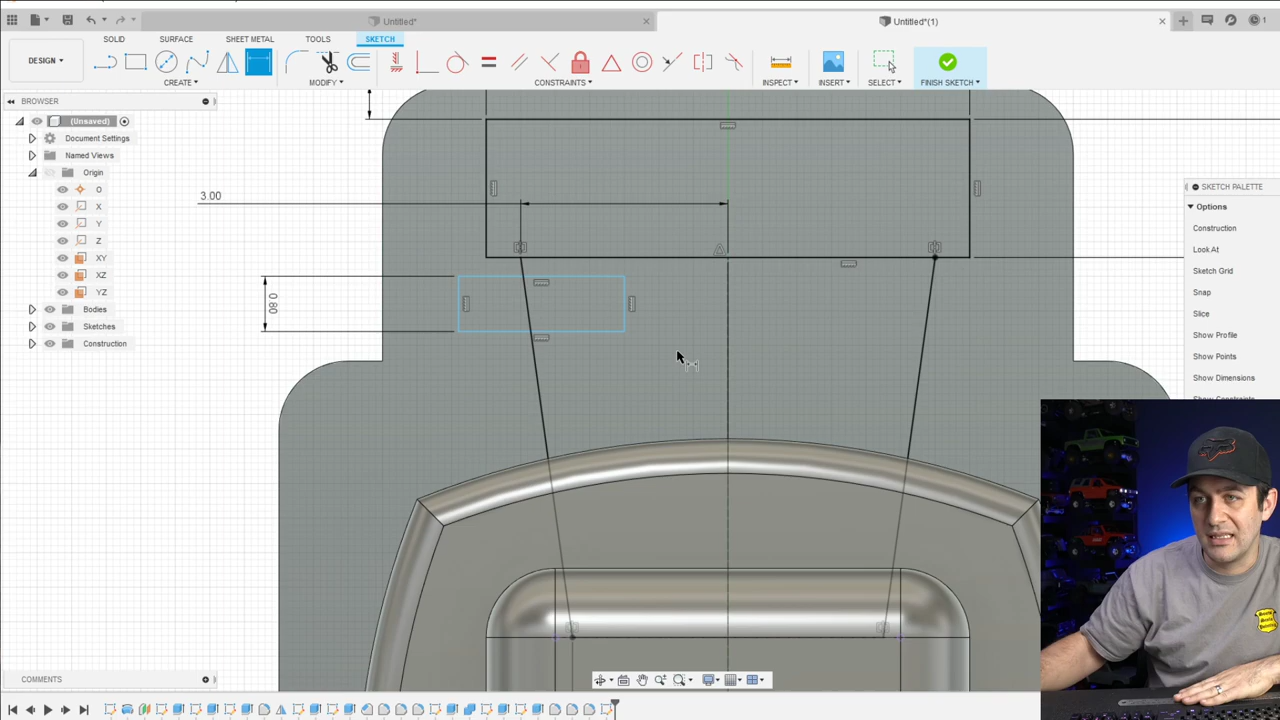 Untitled*
Untitled*(1)
1
SOLID
SURFACE
SHEET METAL
TOOLS
SKETCH
DESIGN
CREATE
MODIFY
CONSTRAINTS
INSPECT
INSERT
SELECT
FINISH SKETCH
BROWSER
(Unsaved)
Document Settings
Named Views
Origin
O
X
Y
Z
XY
XZ
YZ
Bodies
Sketches
Construction
3.00
0.80
SKETCH PALETTE
Options
Construction
Look At
Sketch Grid
Snap
Slice
Show Profile
Show Points
Show Dimensions
COMMENTS